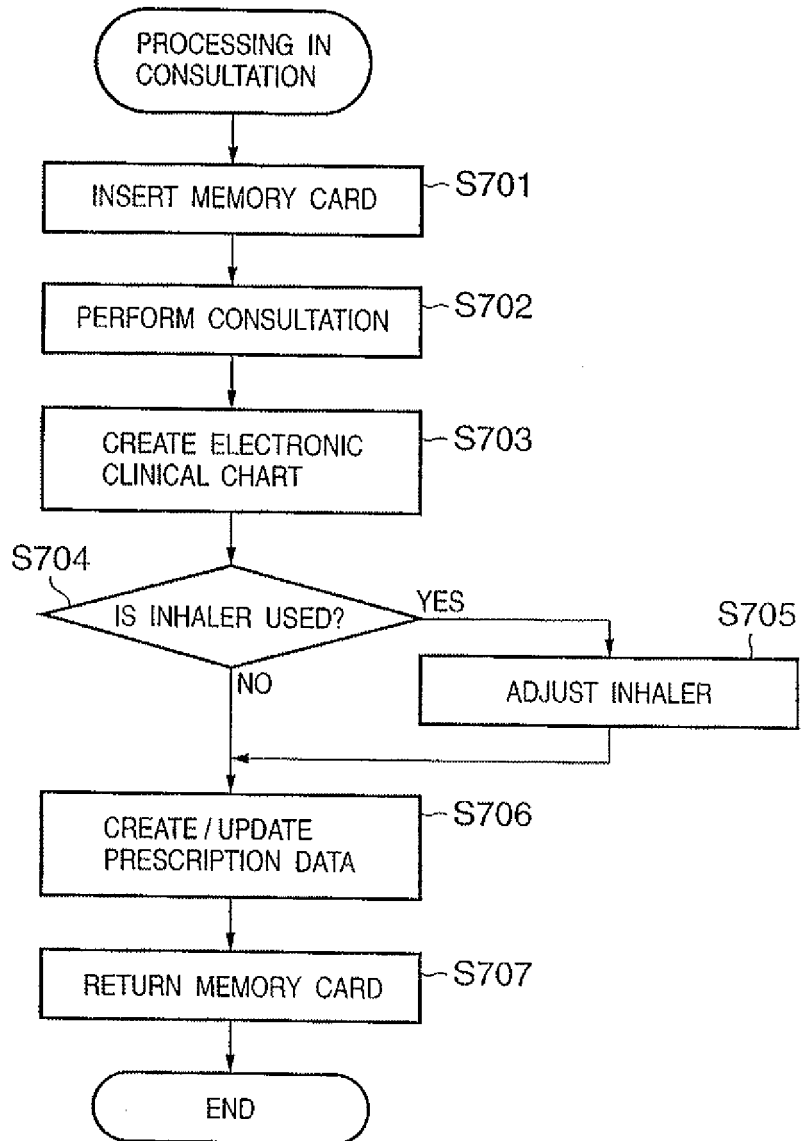 PROCESSING IN
CONSULTATION
INSERT MEMORY CARD
S701
PERFORM CONSULTATION
S702
CREATE ELECTRONIC
CLINICAL CHART
S703
S704
IS INHALER USED?
YES
NO
S705
ADJUST INHALER
CREATE / UPDATE
PRESCRIPTION DATA
S706
RETURN MEMORY CARD
S707
END